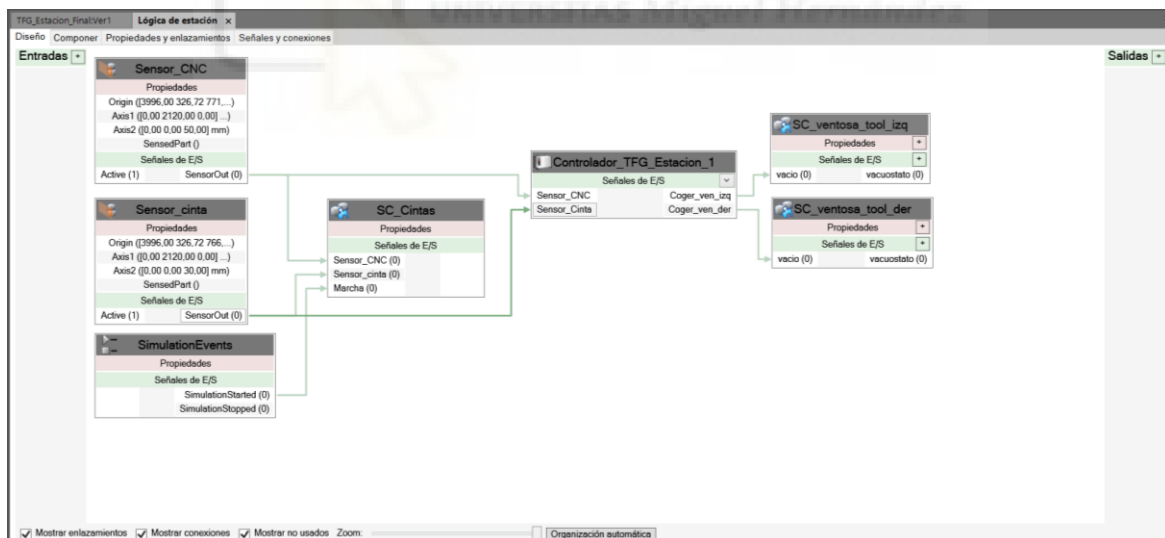 UNIVERSITAS Miguel Hernández
TFG_Estacion_Final:Ver1
Lógica de estación x
Diseño Componer Propiedades y enlazamientos Señales y conexiones
Entradas +
Salidas +
Sensor_CNC
Propiedades
Origin ([3996,00 326,72 771,...)
Axis1 ([0,00 2120,00 0,00] ...)
Axis2 ([0,00 0,00 50,00] mm)
SensedPart ()
Señales de E/S
Active (1) SensorOut (0)
Sensor_cinta
Propiedades
Origin ([3996,00 326,72 766,...)
Axis1 ([0,00 2120,00 0,00] ...)
Axis2 ([0,00 0,00 30,00] mm)
SensedPart ()
Señales de E/S
Active (1) SensorOut (0)
SimulationEvents
Propiedades
Señales de E/S
SimulationStarted (0)
SimulationStopped (0)
SC_Cintas
Propiedades
Señales de E/S
Sensor_CNC (0)
Sensor_cinta (0)
Marcha (0)
Controlador_TFG_Estacion_1
Señales de E/S
Sensor_CNC Coger_ven_izq
Sensor_Cinta Coger_ven_der
SC_ventosa_tool_izq
Propiedades +
Señales de E/S +
vacio (0) vacuostato (0)
SC_ventosa_tool_der
Propiedades +
Señales de E/S +
vacio (0) vacuostato (0)
Mostrar enlazamientos Mostrar conexiones Mostrar no usados Zoom: Organización automática